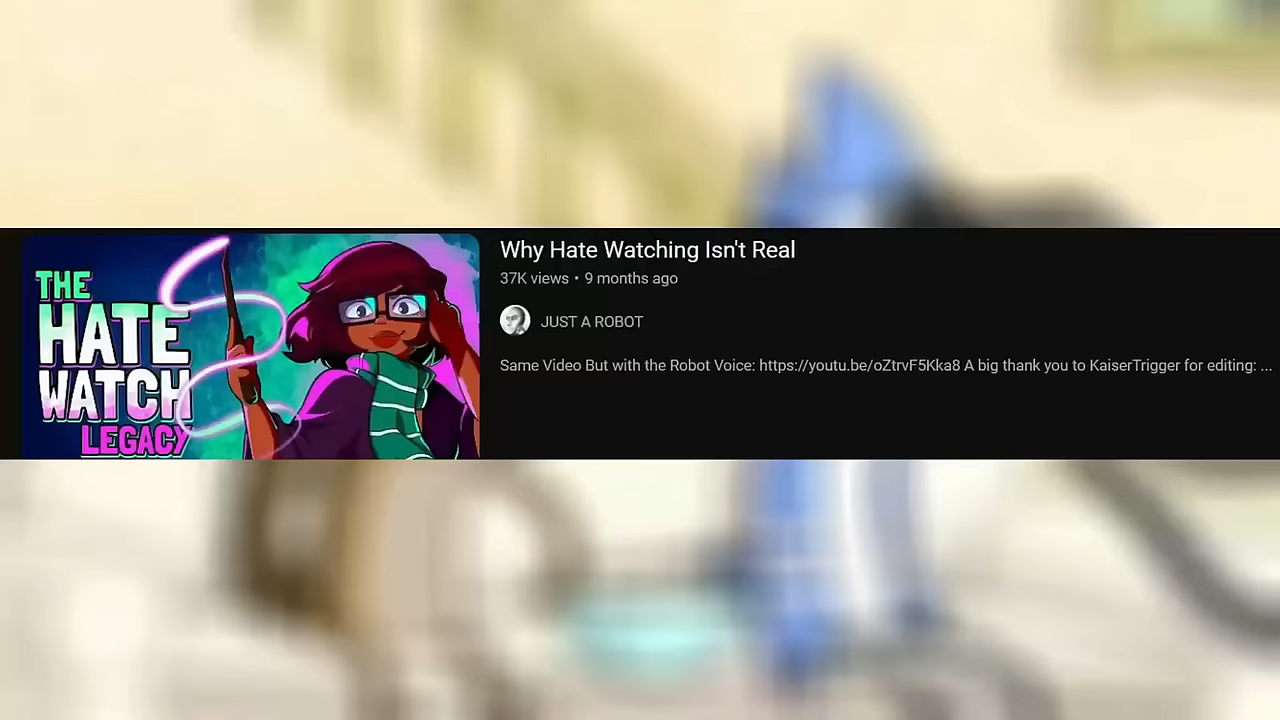 THE
HATE
WATCH
LEGACY
Why Hate Watching Isn't Real
37K views • 9 months ago
JUST A ROBOT
Same Video But with the Robot Voice: https://youtu.be/oZtrvF5Kka8 A big thank you to KaiserTrigger for editing: ...